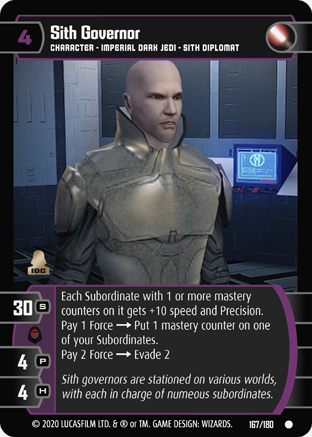 4
Sith Governor
CHARACTER - IMPERIAL DARK JEDI - SITH DIPLOMAT
IDC
30 S
Each Subordinate with 1 or more mastery
counters on it gets +10 speed and Precision.
Pay 1 Force → Put 1 mastery counter on one
of your Subordinates.
4 P
Pay 2 Force → Evade 2
4 H
Sith governors are stationed on various worlds,
with each in charge of numeous subordinates.
© 2020 LUCASFILM LTD. & ® or TM. GAME DESIGN: WIZARDS. 167/180